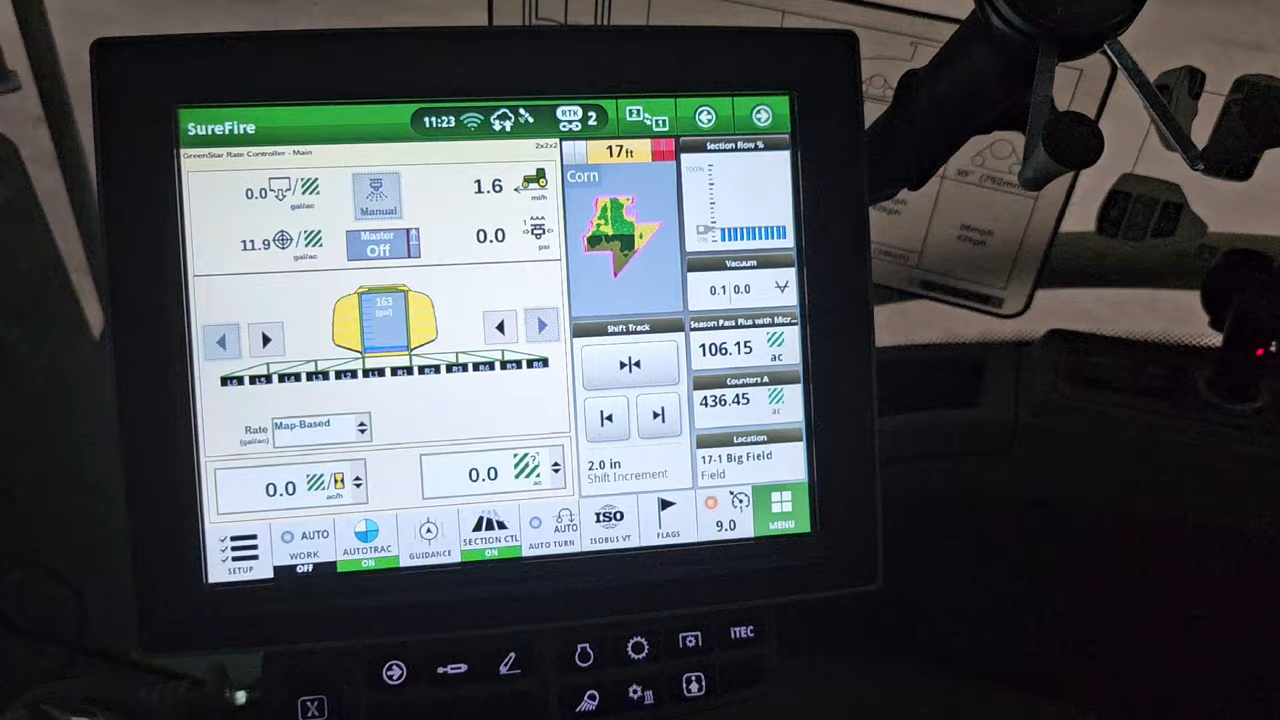 SureFire
11:23
RTK
2
2
1
GreenStar Rate Controller - Main
2x2x2
0.0
gal/ac
Manual
1.6
mi/h
11.9
gal/ac
Master
Off
0.0
psi
163
(gal)
L6 L5 L4 L3 L2 L1 R1 R2 R3 R4 R5 R6
Rate
(gal/ac)
Map-Based
0.0
ac/h
0.0
ac
17ft
Corn
Shift Track
2.0 in
Shift Increment
Section flow %
100%
0%
Vacuum
0.1 0.0
Season Pass Plus with Micr...
106.15
ac
Counters A
436.45
ac
Location
17-1 Big Field
Field
SETUP
AUTO
WORK
OFF
AUTOTRAC
ON
GUIDANCE
SECTION CTL
ON
AUTO
AUTO TURN
ISO
ISOBUS VT
FLAGS
9.0
MENU
iTEC
X